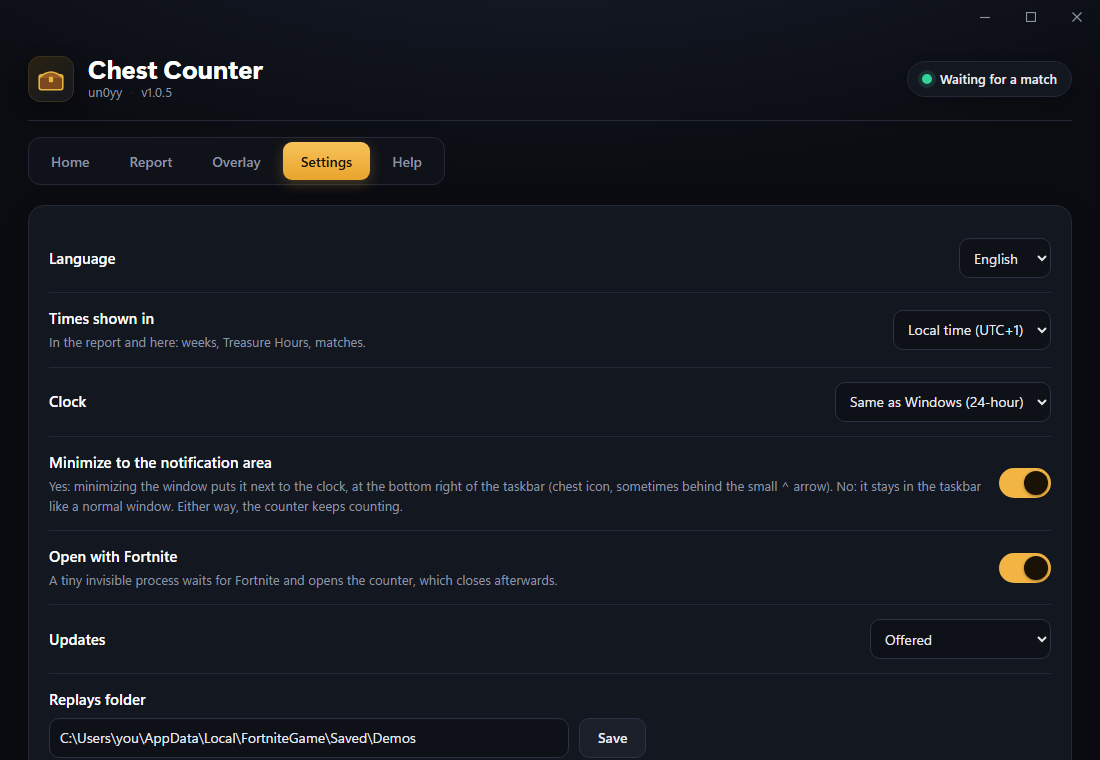 Chest Counter
un0yy · v1.0.5
Waiting for a match
Home Report Overlay Settings Help
Language
English
Times shown in
In the report and here: weeks, Treasure Hours, matches.
Local time (UTC+1)
Clock
Same as Windows (24-hour)
Minimize to the notification area
Yes: minimizing the window puts it next to the clock, at the bottom right of the taskbar (chest icon, sometimes behind the small ^ arrow). No: it stays in the taskbar
like a normal window. Either way, the counter keeps counting.
Open with Fortnite
A tiny invisible process waits for Fortnite and opens the counter, which closes afterwards.
Updates
Offered
Replays folder
C:\Users\you\AppData\Local\FortniteGame\Saved\Demos
Save